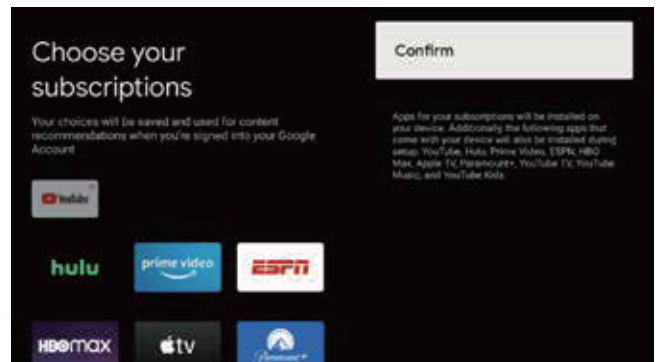 Choose your
subscriptions
Your choices will be saved and used for content
recommendations when you're signed into your Google
Account
YouTube
hulu
prime video
ESPN
HBOmax
tv
Paramount+
Confirm
Apps for your subscriptions will be installed on
your device. Additionally the following apps that
come with your device will also be installed during
setup: YouTube, Hulu, Prime Video, ESPN, HBO
Max, Apple TV, Paramount+, YouTube TV, YouTube
Music, and YouTube Kids.